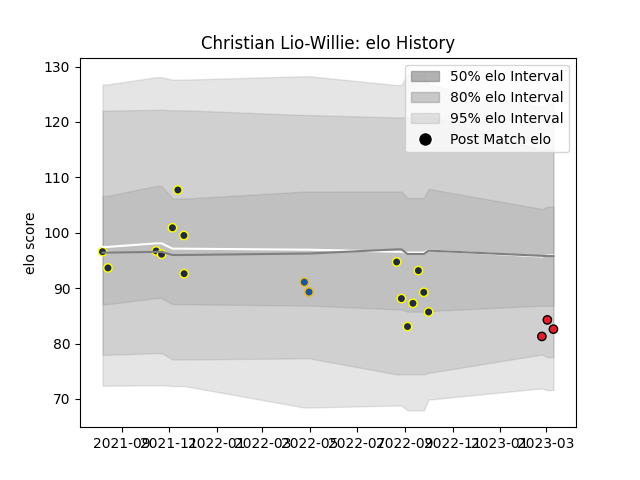 Christian Lio-Willie: elo History
130
120
110
100
90
80
70
elo score
50% elo Interval
80% elo Interval
95% elo Interval
Post Match elo
2021-09
2021-11
2022-01
2022-03
2022-05
2022-07
2022-09
2022-11
2023-01
2023-03